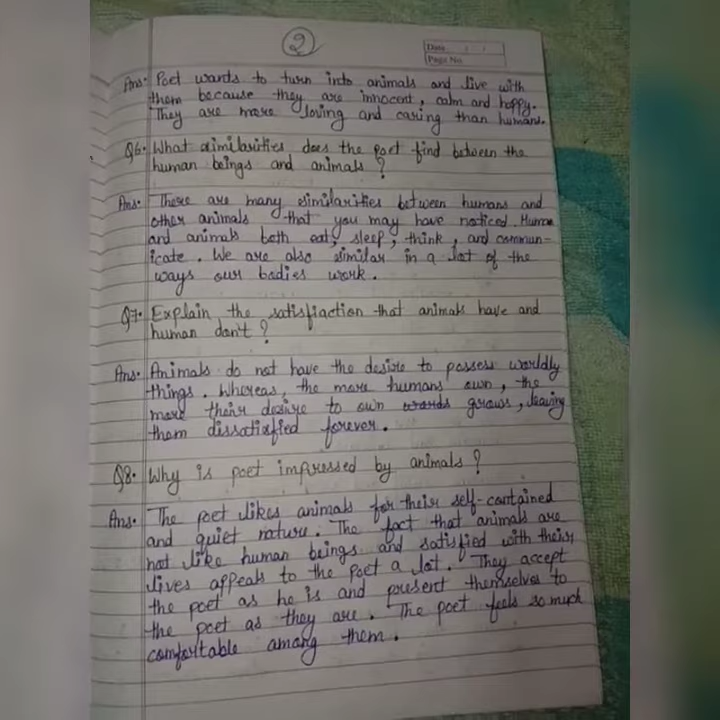 2
Date / /
Page No.
Ans. Poet wands to turn into animals and live with
them because they are innocent, calm and happy.
They are more loving and caring than humans.
Q6. What similarities does the poet find between the
human beings and animals?
Ans. There are many similarities between humans and
other animals that you may have noticed. Human
and animals both eat, sleep, think, and commun-
icate. We are also similar in a lot of the
ways our bodies work.
Q7. Explain the satisfaction that animals have and
human don't?
Ans. Animals do not have the desire to possess worldly
things. Whereas, the more humans own, the
more their desire to own wards grows, leaving
them dissatisfied forever.
Q8. Why is poet impressed by animals?
Ans. The poet likes animals for their self-contained
and quiet nature. The fact that animals are
not like human beings and satisfied with their
lives appeals to the poet a lot. They accept
the poet as he is and present themselves to
the poet as they are. The poet feels so much
comfortable among them.